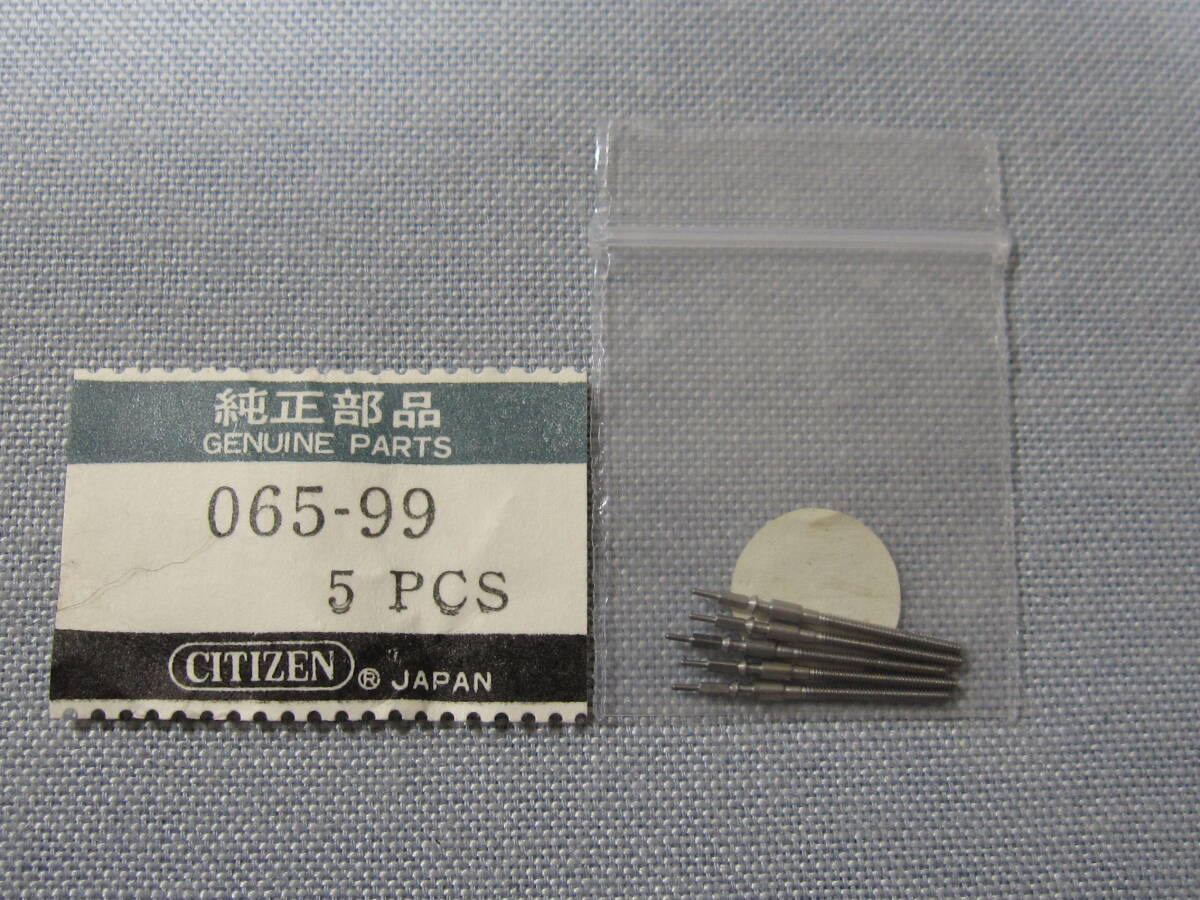 純正部品
GENUINE PARTS
065-99
5 PCS
CITIZEN ® JAPAN